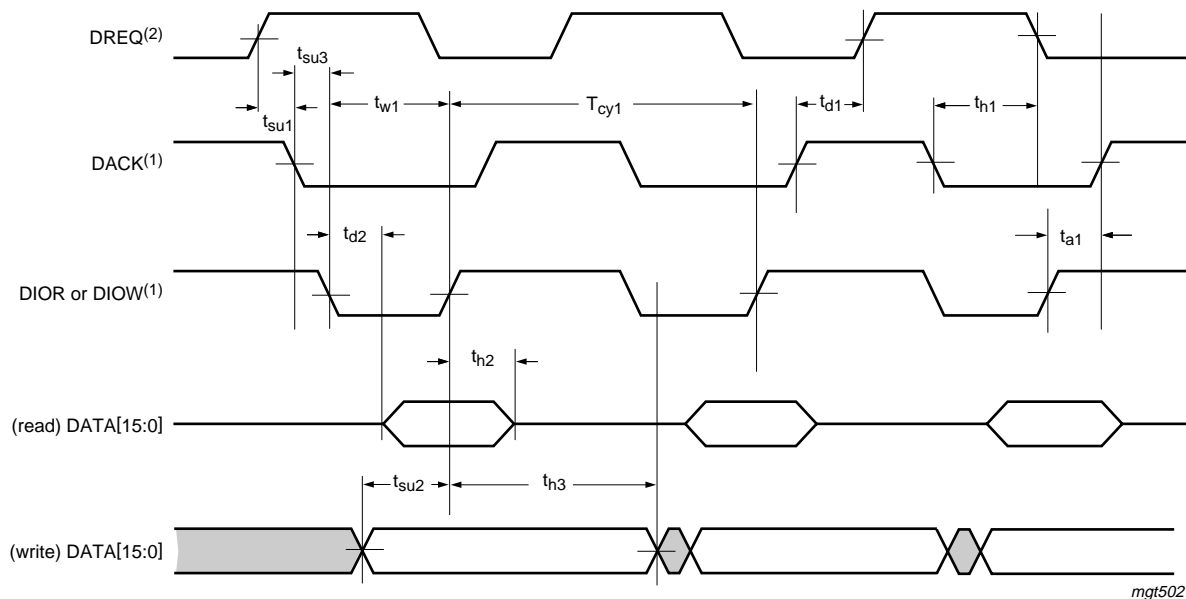 DREQ(2)
tsu3
tw1
Tcy1
td1
th1
tsu1
DACK(1)
td2
ta1
DIOR or DIOW(1)
th2
(read) DATA[15:0]
tsu2
th3
(write) DATA[15:0]
mgt502